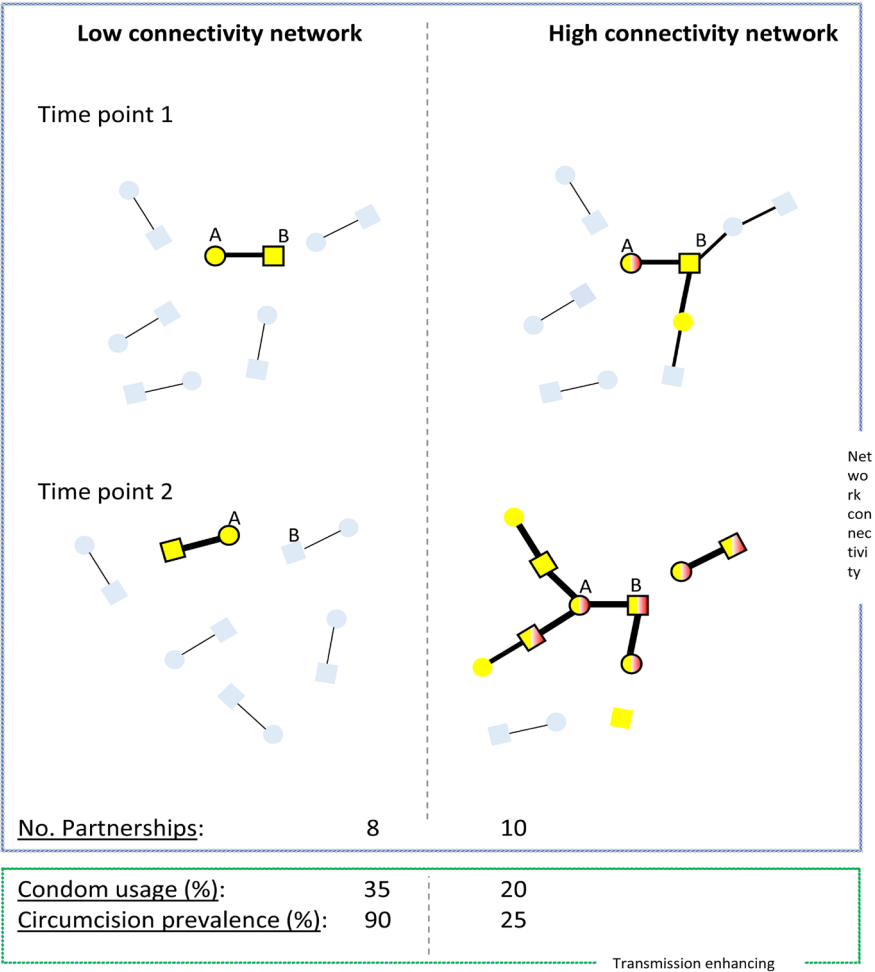 Low connectivity network
High connectivity network
Time point 1
A
B
A
B
Time point 2
A
B
A
B
Net
wo
rk
con
nec
tivi
ty
No. Partnerships: 8 10
Condom usage (%): 35 20
Circumcision prevalence (%): 90 25
Transmission enhancing